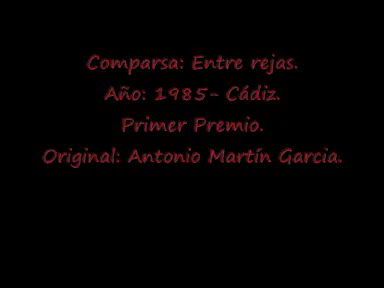 Comparsa: Entre rejas.
Año: 1985- Cádiz.
Primer Premio.
Original: Antonio Martín Garcia.